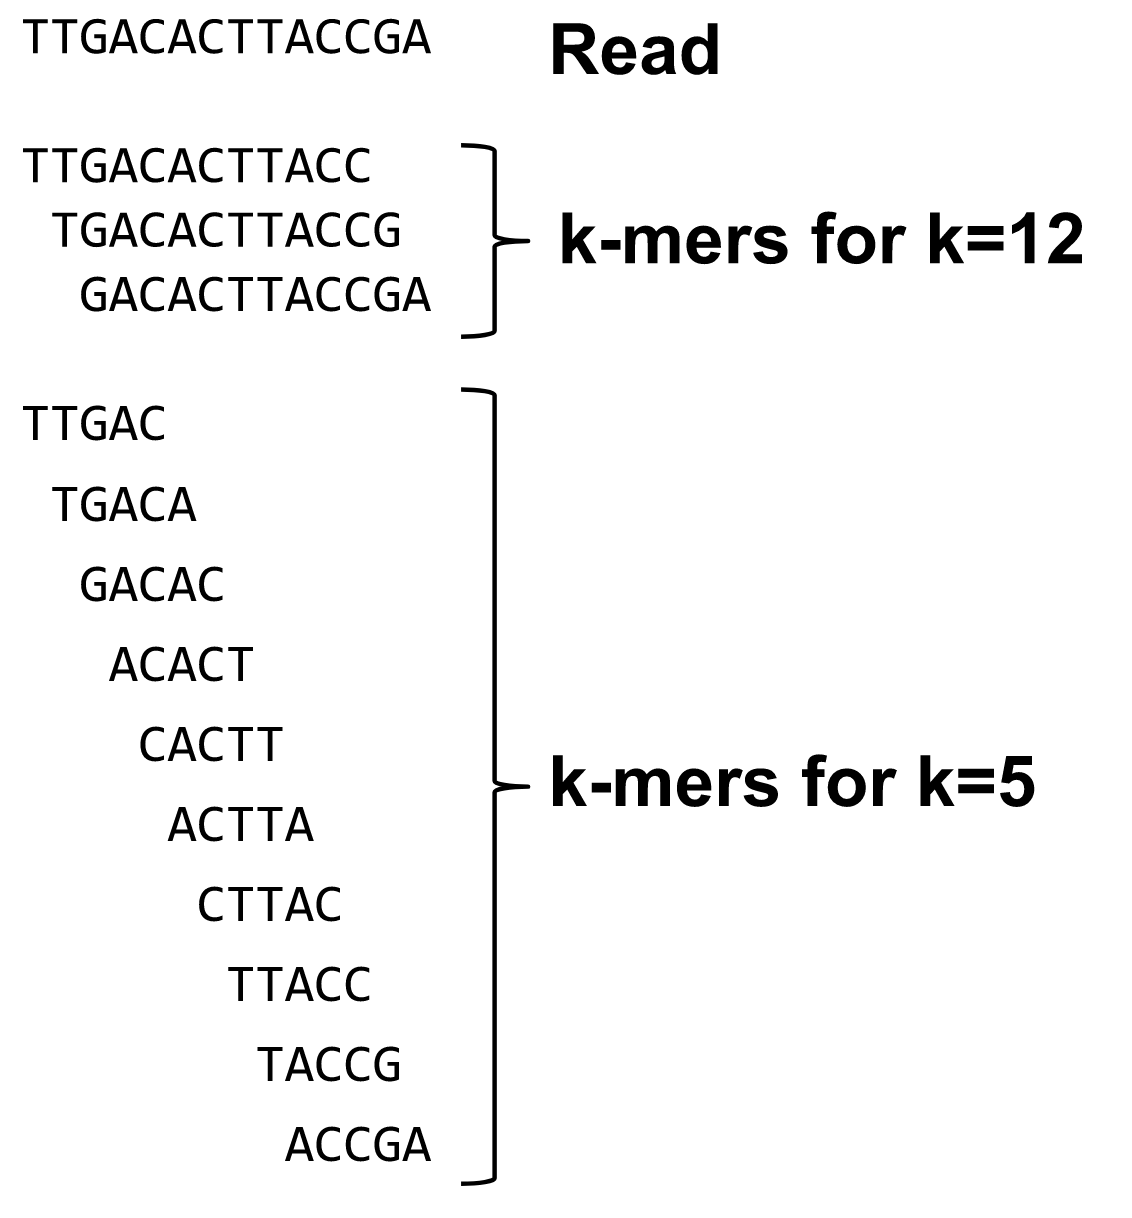 TTGACACTTACCGA Read
TTGACACTTACC
TGACACTTACCG
GACACTTACCGA
k-mers for k=12
TTGAC
TGACA
GACAC
ACACT
CACTT
ACTTA
CTTAC
TTACC
TACCG
ACCGA
k-mers for k=5